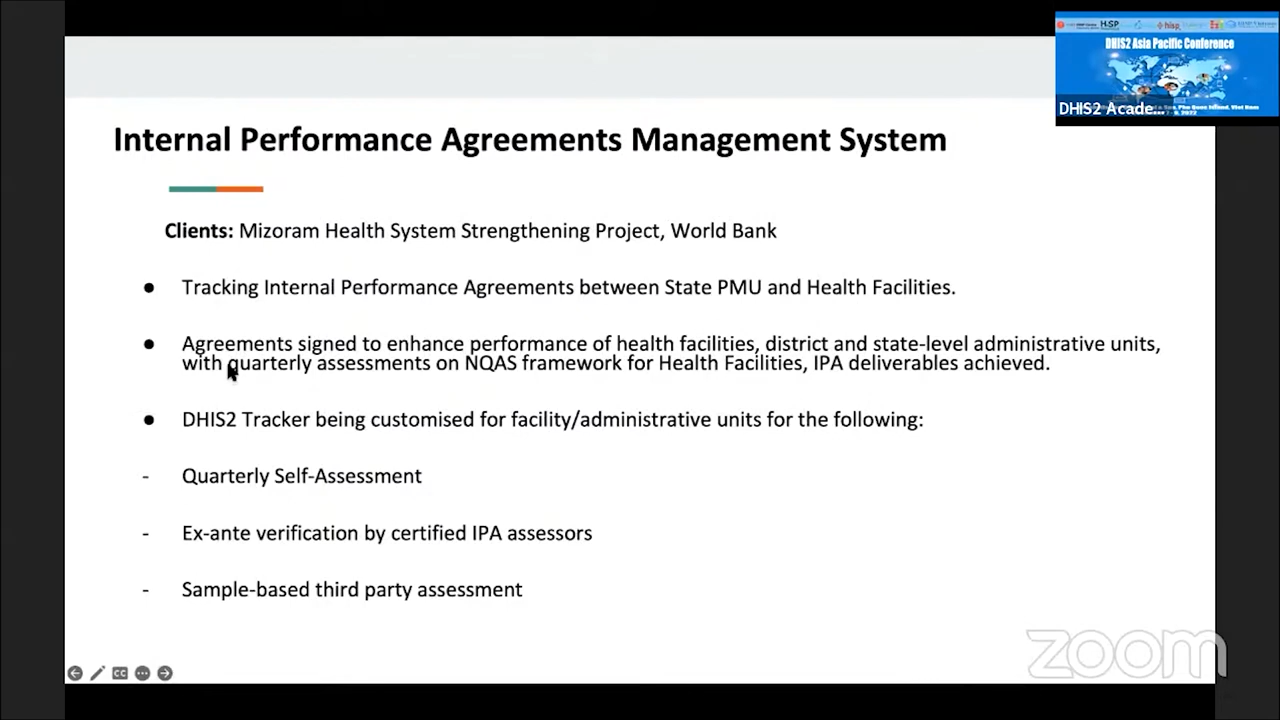 Internal Performance Agreements Management System
Clients: Mizoram Health System Strengthening Project, World Bank
● Tracking Internal Performance Agreements between State PMU and Health Facilities.
● Agreements signed to enhance performance of health facilities, district and state-level administrative units,
with quarterly assessments on NQAS framework for Health Facilities, IPA deliverables achieved.
● DHIS2 Tracker being customised for facility/administrative units for the following:
- Quarterly Self-Assessment
- Ex-ante verification by certified IPA assessors
- Sample-based third party assessment
DHIS2 Asia Pacific Conference
DHIS2 Acade...
zoom
CC